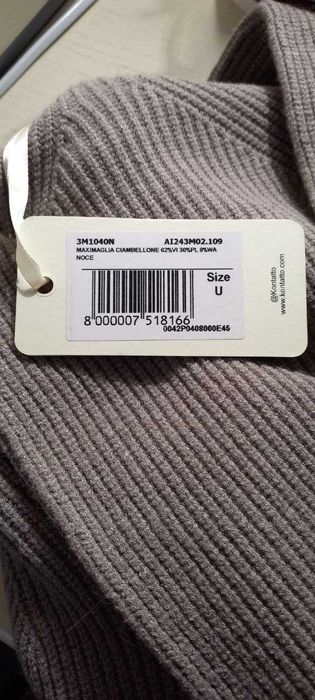 3M1040N AI243M02.109
MAXIMAGLIA CIAMBELLONE 62%VI 30%PL 8%WA
NOCE
Size
U
8 000007 518166
0042P0408000E45
@Kontatto
www.kontatto.com